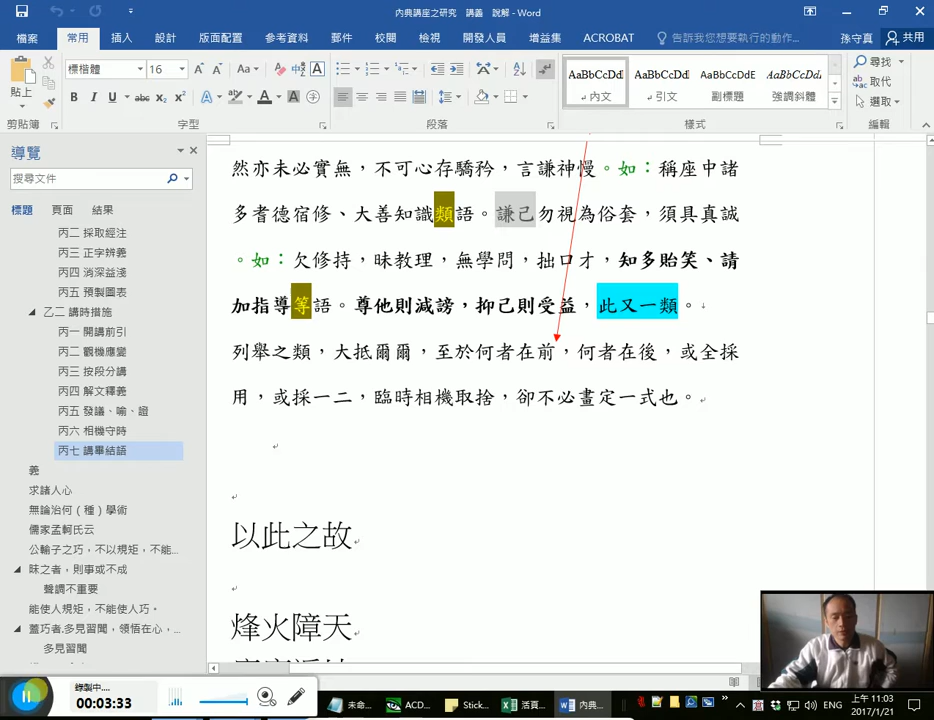 內典講座之研究 講義 說解 - Word
檔案 常用 插入 設計 版面配置 參考資料 郵件 校閱 檢視 開發人員 增益集 ACROBAT 告訴我您想要執行的動作... 孫守真 共用
標楷體 16
貼上
AaBbCcDd AaBbCcDd AaBbCcDdE AaBbCcDd
內文 引文 副標題 強調斜體
尋找
取代
選取
剪貼簿 字型 段落 樣式 編輯
導覽
搜尋文件
標題 頁面 結果
丙二 採取經注
丙三 正字辨義
丙四 消深益淺
丙五 預製圖表
乙二 講時措施
丙一 開講前引
丙二 觀機應變
丙三 按段分講
丙四 解文釋義
丙五 發議、喻、證
丙六 相機守時
丙七 講畢結語
義
求諸人心
無論治何(種)學術
儒家孟軻氏云
公輸子之巧,不以規矩,不能...
昧之者,則事或不成
聲調不重要
能使人規矩,不能使人巧。
蓋巧者.多見習聞,領悟在心,...
多見習聞
然亦未必實無,不可心存驕矜,言謙神慢。如:稱座中諸
多耆德宿修、大善知識類語。謙己勿視為俗套,須具真誠
。如:欠修持,昧教理,無學問,拙口才,知多貽笑、請
加指導等語。尊他則減謗,抑己則受益,此又一類。
列舉之類,大抵爾爾,至於何者在前,何者在後,或全採
用,或採一二,臨時相機取捨,卻不必畫定一式也。
以此之故
烽火障天
錄製中....
00:03:33
未命... ACD... Stick... 活頁... 內典...
上午 11:03
2017/1/21